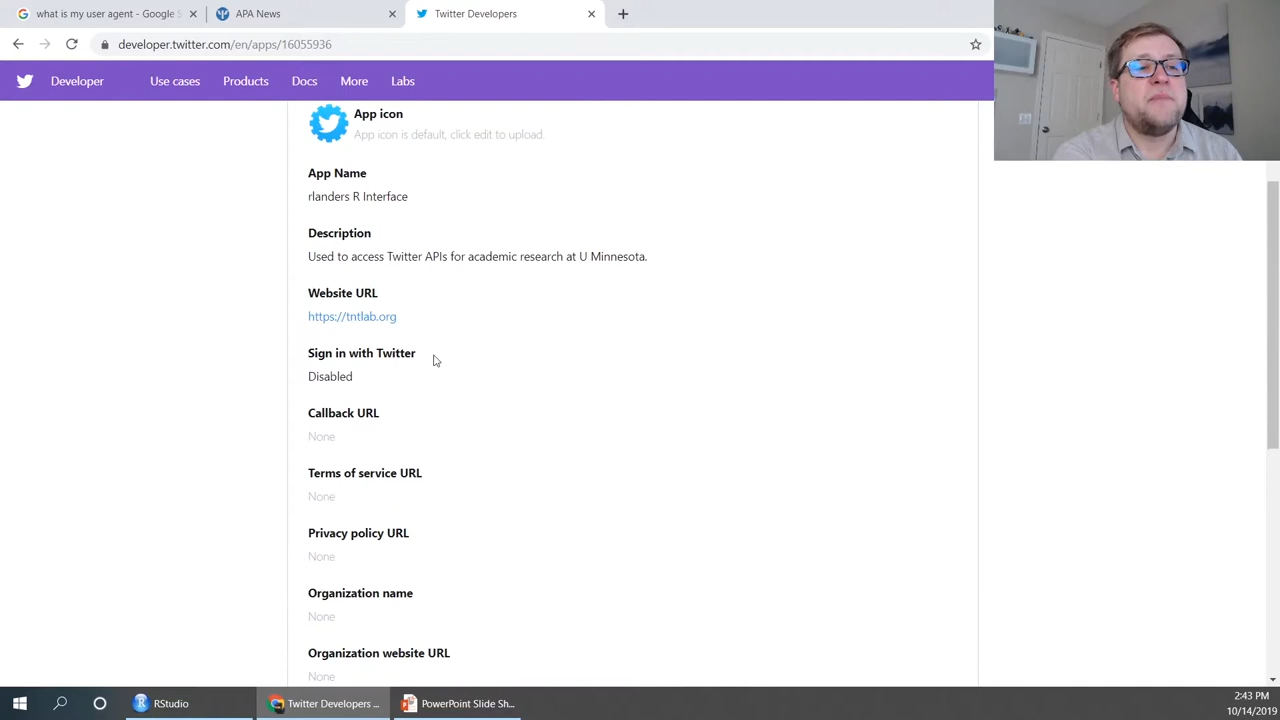 what is my user agent - Google S
APA News
Twitter Developers
developer.twitter.com/en/apps/16055936
Developer
Use cases
Products
Docs
More
Labs
App icon
App icon is default, click edit to upload.
App Name
rlanders R Interface
Description
Used to access Twitter APIs for academic research at U Minnesota.
Website URL
https://tntlab.org
Sign in with Twitter
Disabled
Callback URL
None
Terms of service URL
None
Privacy policy URL
None
Organization name
None
Organization website URL
None
RStudio
Twitter Developers ...
PowerPoint Slide Sh...
2:43 PM
10/14/2019